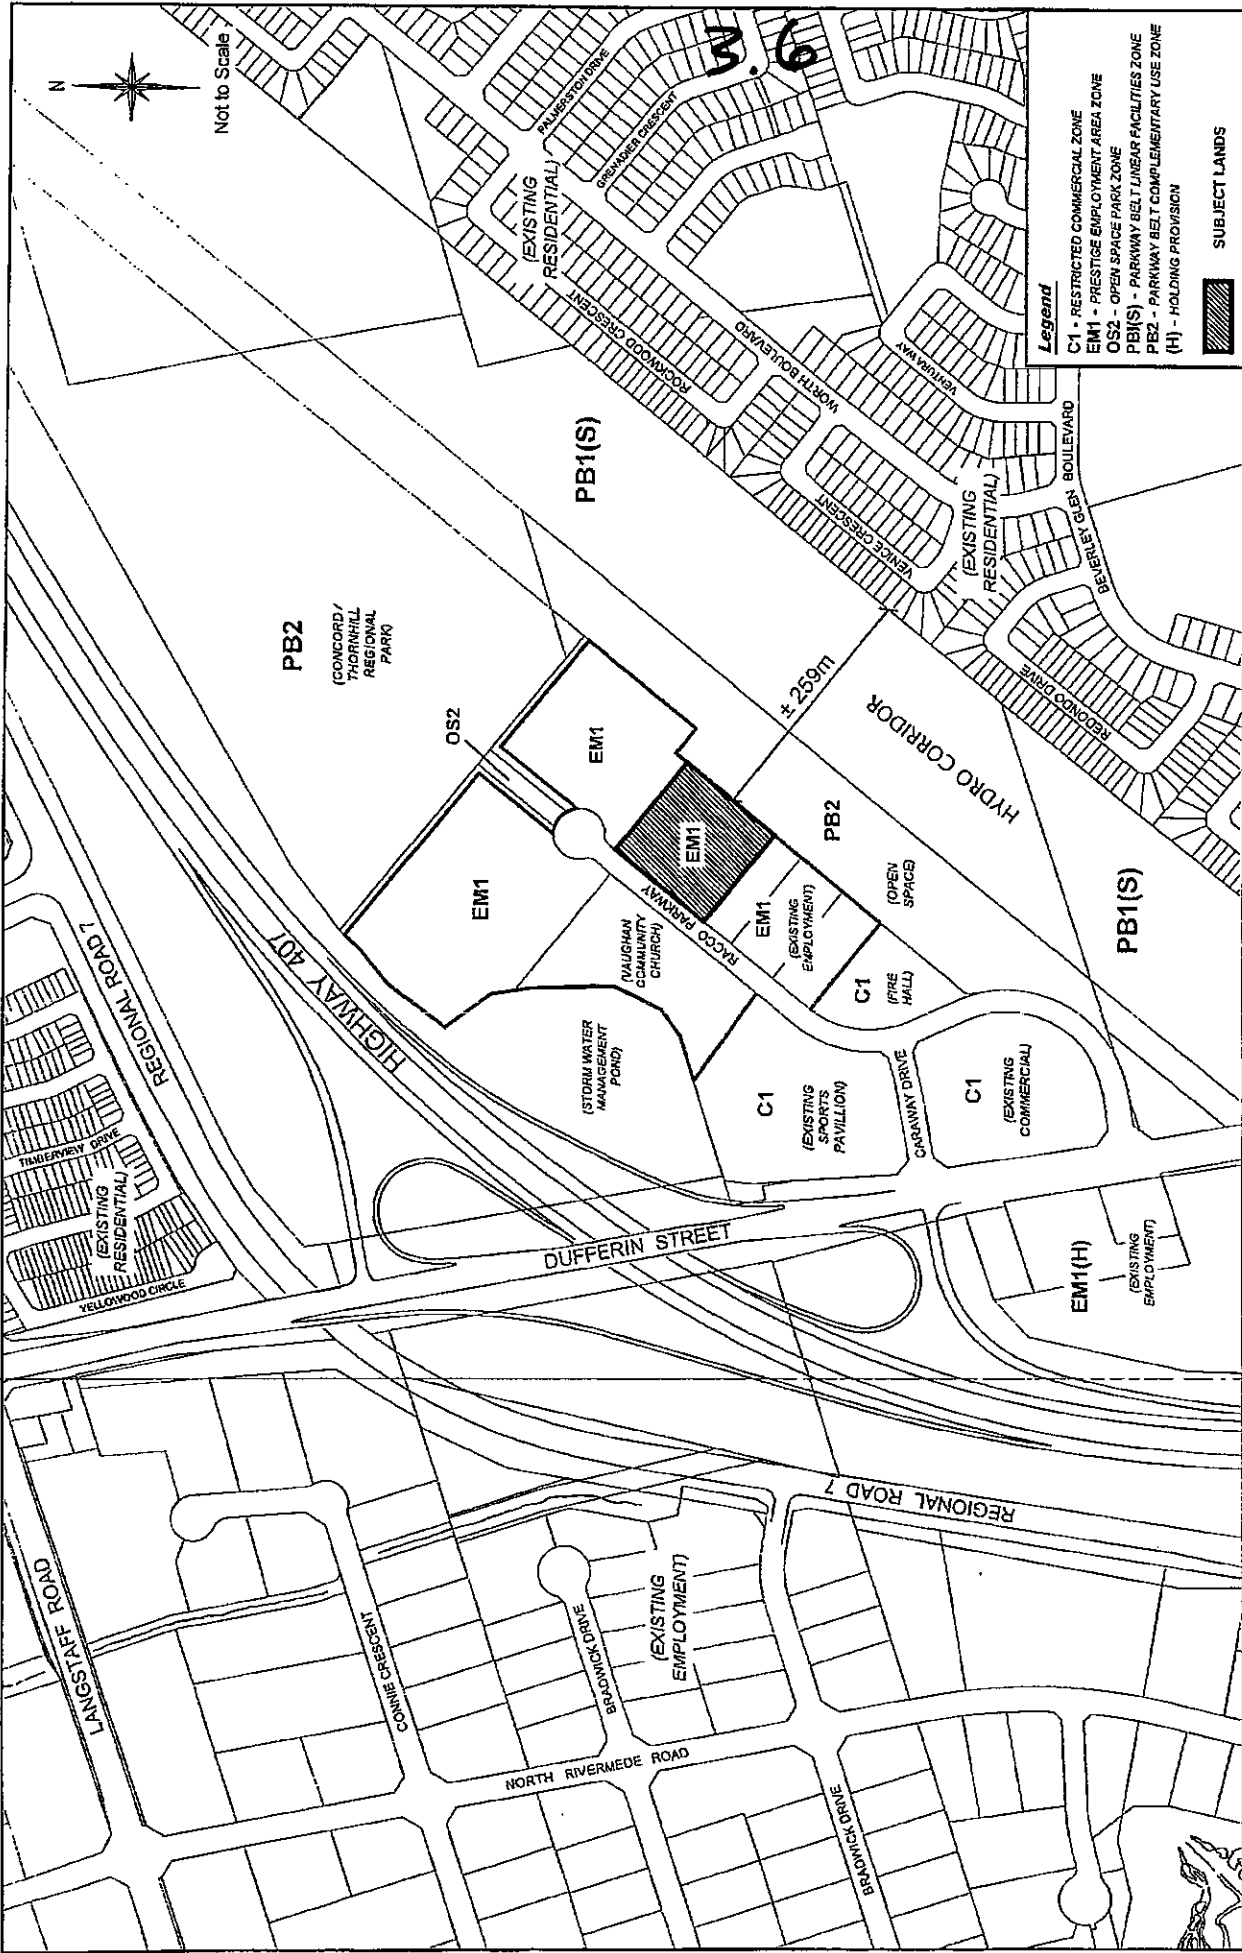 N
Not to Scale
3.6
PALMERSTON DRIVE
GRENADIER CRESCENT
(EXISTING
RESIDENTIAL)
ROCKWOOD CRESCENT
WORTH BOULEVARD
VENTURA WAY
VENICE CRESCENT
(EXISTING
RESIDENTIAL)
BEVERLEY GLEN BOULEVARD
REDONDO DRIVE
Legend
C1 - RESTRICTED COMMERCIAL ZONE
EM1 - PRESTIGE EMPLOYMENT AREA ZONE
OS2 - OPEN SPACE PARK ZONE
PB1(S) - PARKWAY BELT LINEAR FACILITIES ZONE
PB2 - PARKWAY BELT COMPLEMENTARY USE ZONE
(H) - HOLDING PROVISION
SUBJECT LANDS
PB1(S)
PB2
(CONCORD /
THORNHILL
REGIONAL
PARK)
OS2
EM1
EM1
EM1
± 259m
HYDRO CORRIDOR
PB2
(OPEN
SPACE)
PB1(S)
RACCO PARKWAY
EM1
(EXISTING
EMPLOYMENT)
(VAUGHAN
COMMUNITY
CHURCH)
C1
(FIRE
HALL)
(STORM WATER
MANAGEMENT
POND)
C1
(EXISTING
SPORTS
PAVILLION)
CARAWAY DRIVE
C1
(EXISTING
COMMERCIAL)
REGIONAL ROAD 7
HIGHWAY 407
TIMBERVIEW DRIVE
(EXISTING
RESIDENTIAL)
YELLOWOOD CIRCLE
DUFFERIN STREET
EM1(H)
(EXISTING
EMPLOYMENT)
REGIONAL ROAD 7
LANGSTAFF ROAD
CONNIE CRESCENT
BRADWICK DRIVE
(EXISTING
EMPLOYMENT)
NORTH RIVERMEDE ROAD
BRADWICK DRIVE